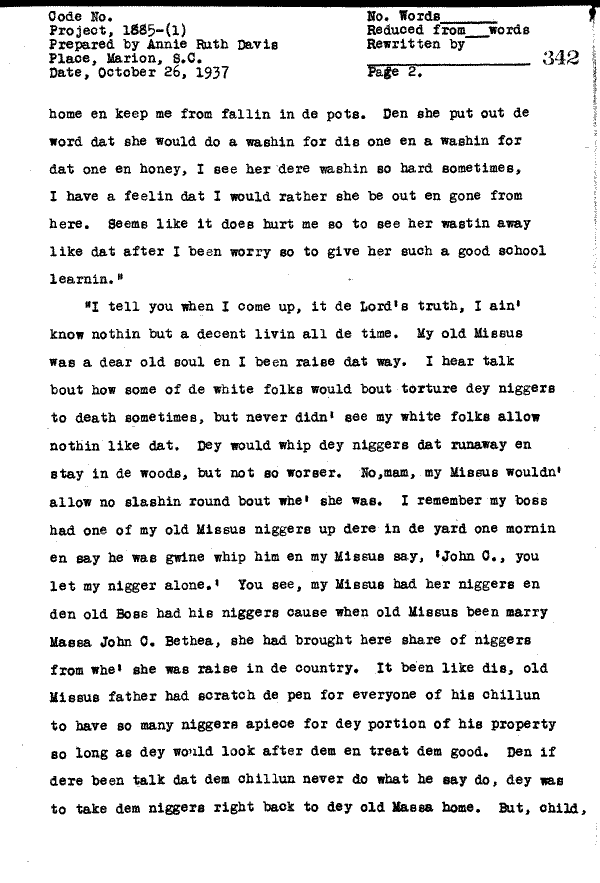 Code No.
Project, 1885-(1)
Prepared by Annie Ruth Davis
Place, Marion, S.C.
Date, October 26, 1937
No. Words
Reduced from words
Rewritten by
342
Page 2.
home en keep me from fallin in de pots. Den she put out de
word dat she would do a washin for dis one en a washin for
dat one en honey, I see her dere washin so hard sometimes,
I have a feelin dat I would rather she be out en gone from
here. Seems like it does hurt me so to see her wastin away
like dat after I been worry so to give her such a good school
learnin."
"I tell you when I come up, it de Lord's truth, I ain'
know nothin but a decent livin all de time. My old Missus
was a dear old soul en I been raise dat way. I hear talk
bout how some of de white folks would bout torture dey niggers
to death sometimes, but never didn' see my white folks allow
nothin like dat. Dey would whip dey niggers dat runaway en
stay in de woods, but not so worser. No,mam, my Missus wouldn'
allow no slashin round bout whe' she was. I remember my boss
had one of my old Missus niggers up dere in de yard one mornin
en say he was gwine whip him en my Missus say, 'John C., you
let my nigger alone.' You see, my Missus had her niggers en
den old Boss had his niggers cause when old Missus been marry
Massa John C. Bethea, she had brought here share of niggers
from whe' she was raise in de country. It been like dis, old
Missus father had scratch de pen for everyone of his chillun
to have so many niggers apiece for dey portion of his property
so long as dey would look after dem en treat dem good. Den if
dere been talk dat dem chillun never do what he say do, dey was
to take dem niggers right back to dey old Massa home. But, child,